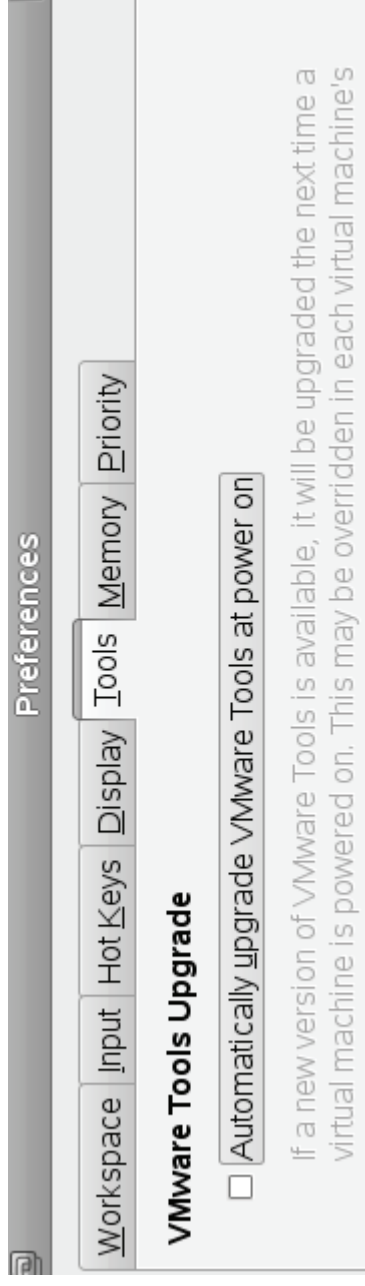 Preferences
Workspace Input Hot Keys Display Tools Memory Priority
VMware Tools Upgrade
Automatically upgrade VMware Tools at power on
If a new version of VMware Tools is available, it will be upgraded the next time a
virtual machine is powered on. This may be overridden in each virtual machine's